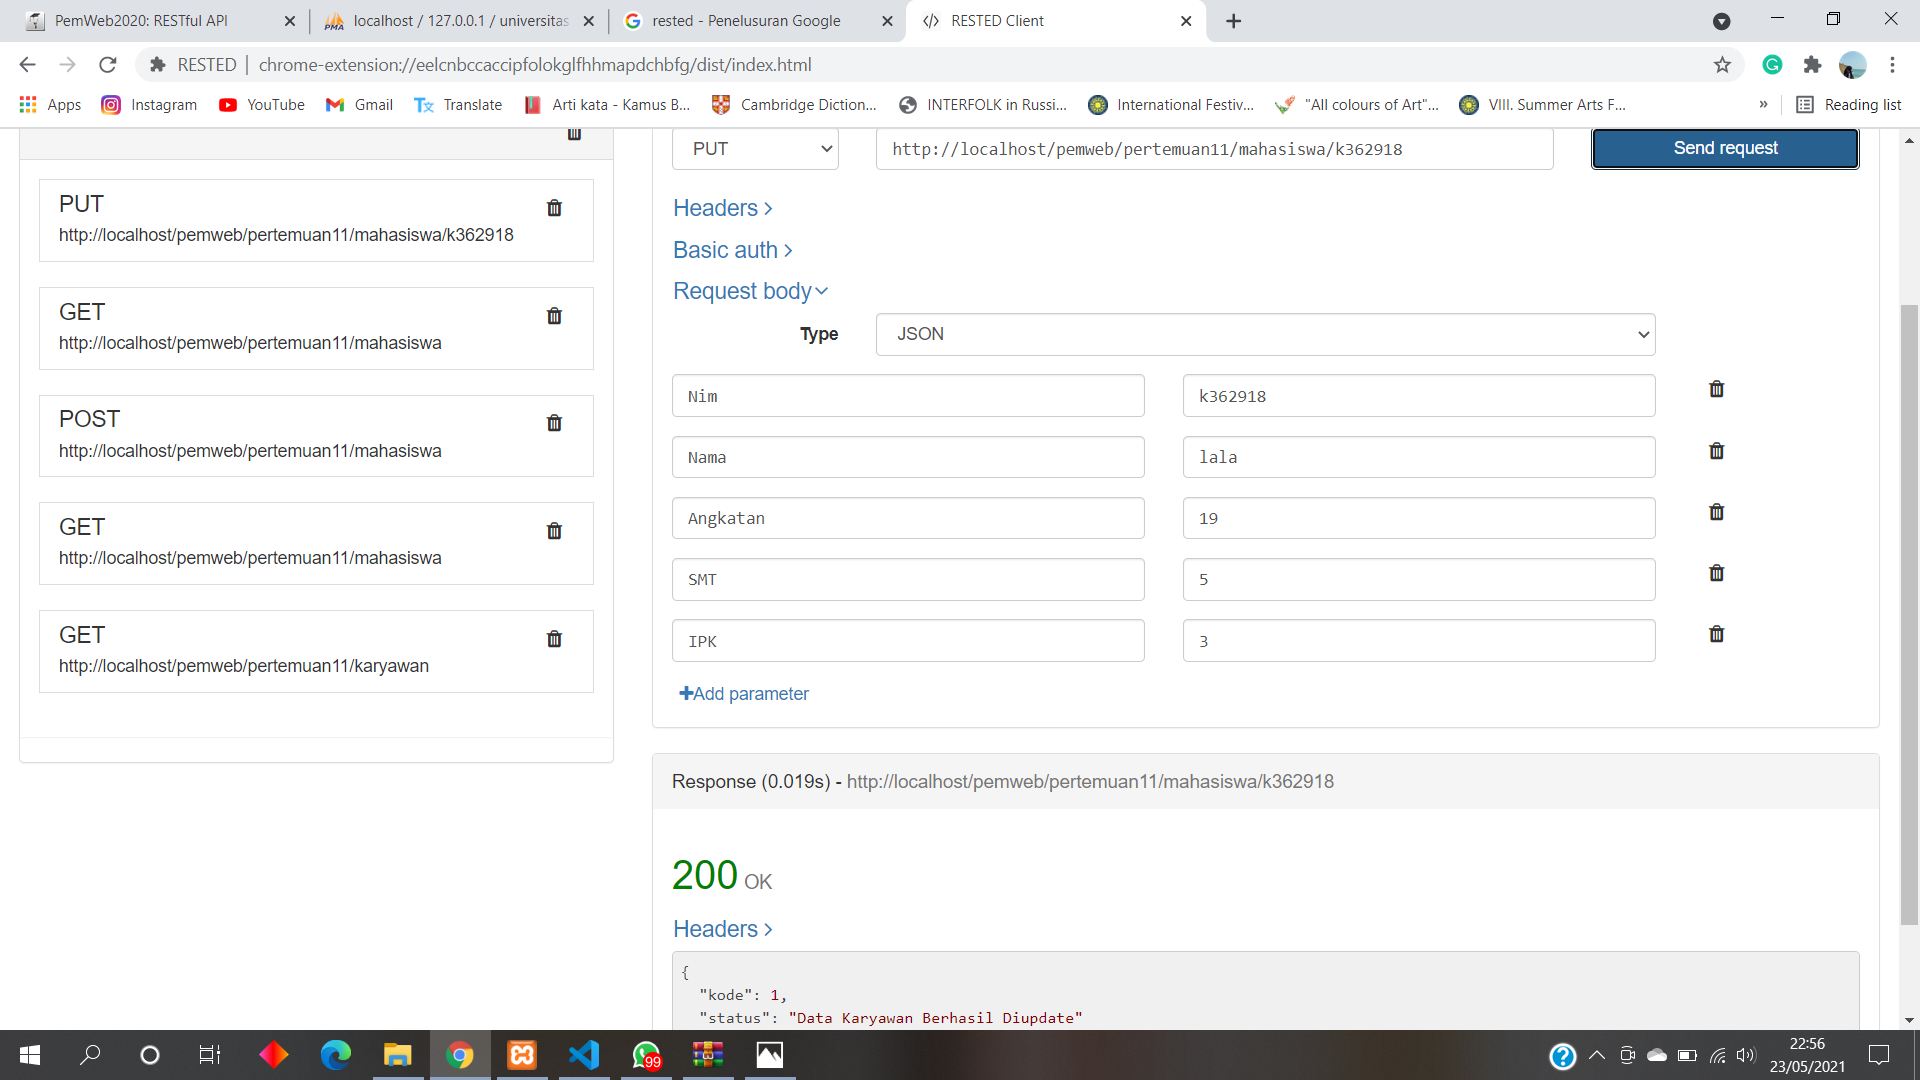 PemWeb2020: RESTful API
localhost / 127.0.0.1 / universitas
rested - Penelusuran Google
RESTED Client
RESTED
chrome-extension://eelcnbccaccipfolokglfhhmapdchbfg/dist/index.html
Apps
Instagram
YouTube
Gmail
Translate
Arti kata - Kamus B...
Cambridge Diction...
INTERFOLK in Russi...
International Festiv...
"All colours of Art"...
VIII. Summer Arts F...
»
Reading list
PUT
http://localhost/pemweb/pertemuan11/mahasiswa/k362918
Send request
PUT
http://localhost/pemweb/pertemuan11/mahasiswa/k362918
GET
http://localhost/pemweb/pertemuan11/mahasiswa
POST
http://localhost/pemweb/pertemuan11/mahasiswa
GET
http://localhost/pemweb/pertemuan11/mahasiswa
GET
http://localhost/pemweb/pertemuan11/karyawan
Headers
Basic auth
Request body
Type
JSON
Nim
k362918
Nama
lala
Angkatan
19
SMT
5
IPK
3
Add parameter
Response (0.019s) - http://localhost/pemweb/pertemuan11/mahasiswa/k362918
200 OK
Headers
{
"kode": 1,
"status": "Data Karyawan Berhasil Diupdate"
99
22:56
23/05/2021